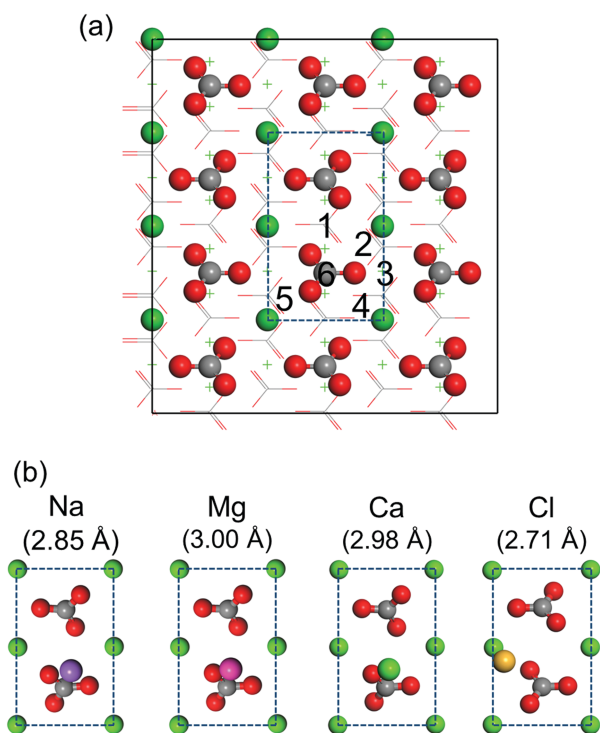 (a)
1
2
6
3
5
4
(b)
Na
(2.85 Å)
Mg
(3.00 Å)
Ca
(2.98 Å)
Cl
(2.71 Å)